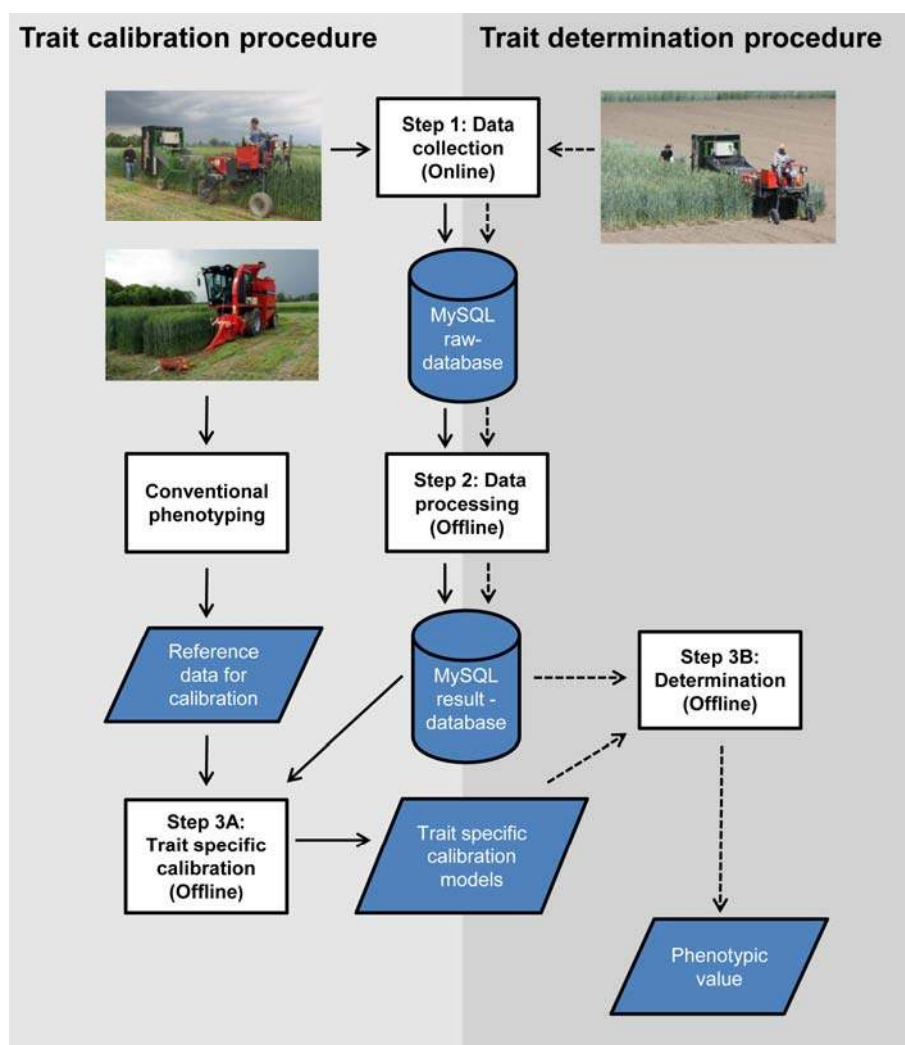 Trait calibration procedure
Trait determination procedure
Step 1: Data
collection
(Online)
MySQL
raw-
database
Conventional
phenotyping
Step 2: Data
processing
(Offline)
Reference
data for
calibration
MySQL
result -
database
Step 3B:
Determination
(Offline)
Step 3A:
Trait specific
calibration
(Offline)
Trait specific
calibration
models
Phenotypic
value